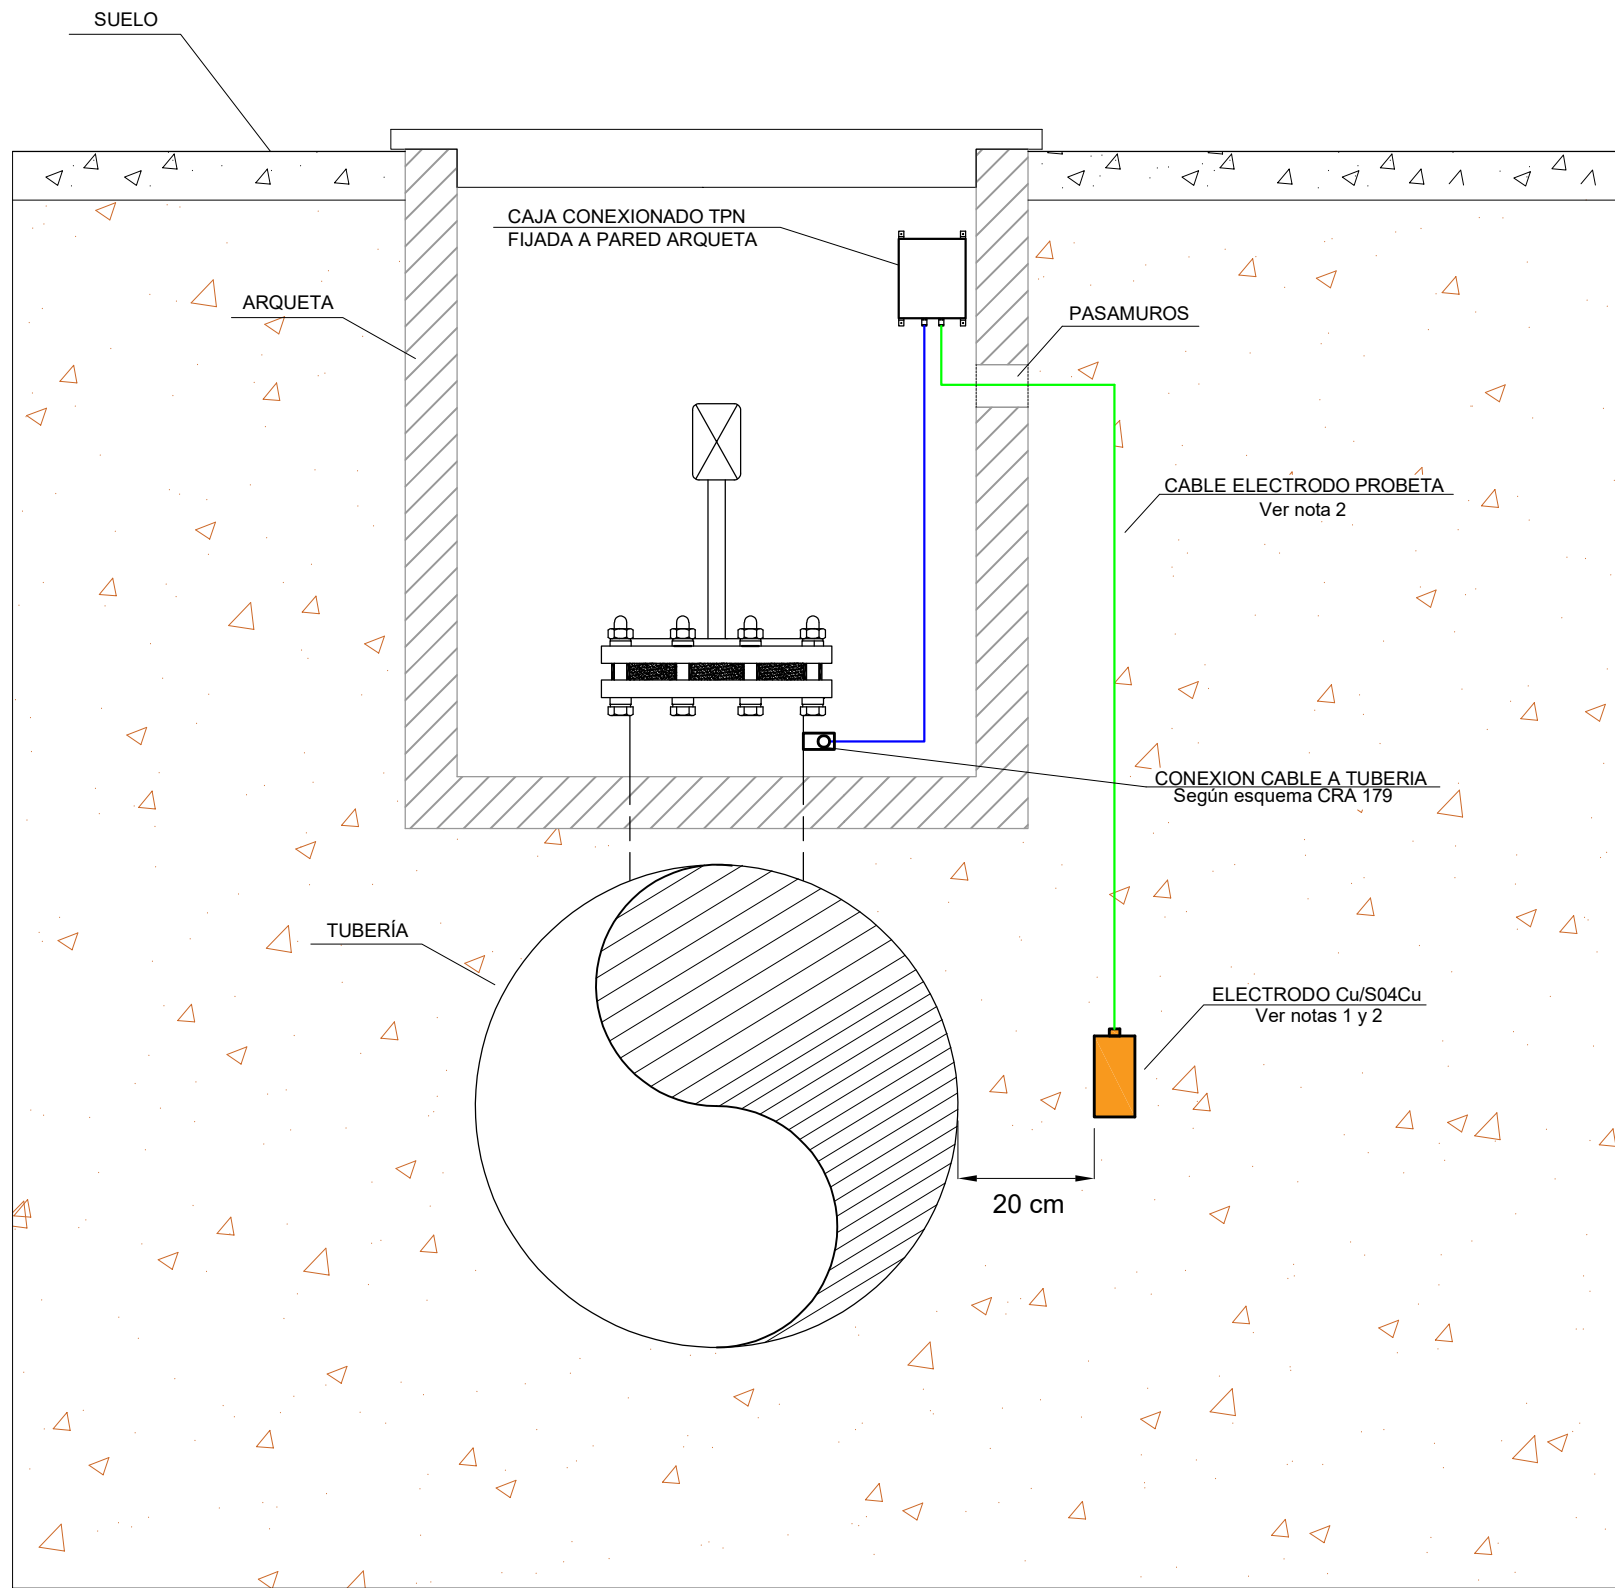 SUELO
CAJA CONEXIONADO TPN
FIJADA A PARED ARQUETA
ARQUETA
PASAMUROS
CABLE ELECTRODO PROBETA
Ver nota 2
CONEXION CABLE A TUBERIA
Según esquema CRA 179
TUBERÍA
ELECTRODO Cu/S04Cu
Ver notas 1 y 2
20 cm